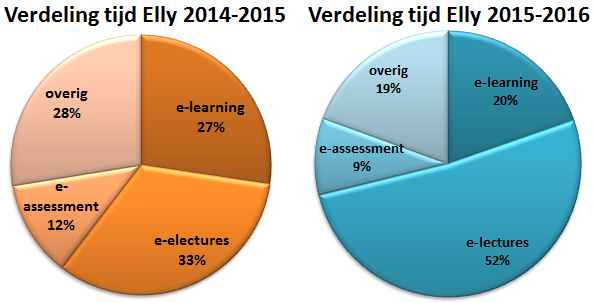 Verdeling tijd Elly 2014-2015
overig
28%
e-learning
27%
e-
assessment
12%
e-electures
33%
Verdeling tijd Elly 2015-2016
overig
19%
e-learning
20%
e-assessment
9%
e-lectures
52%